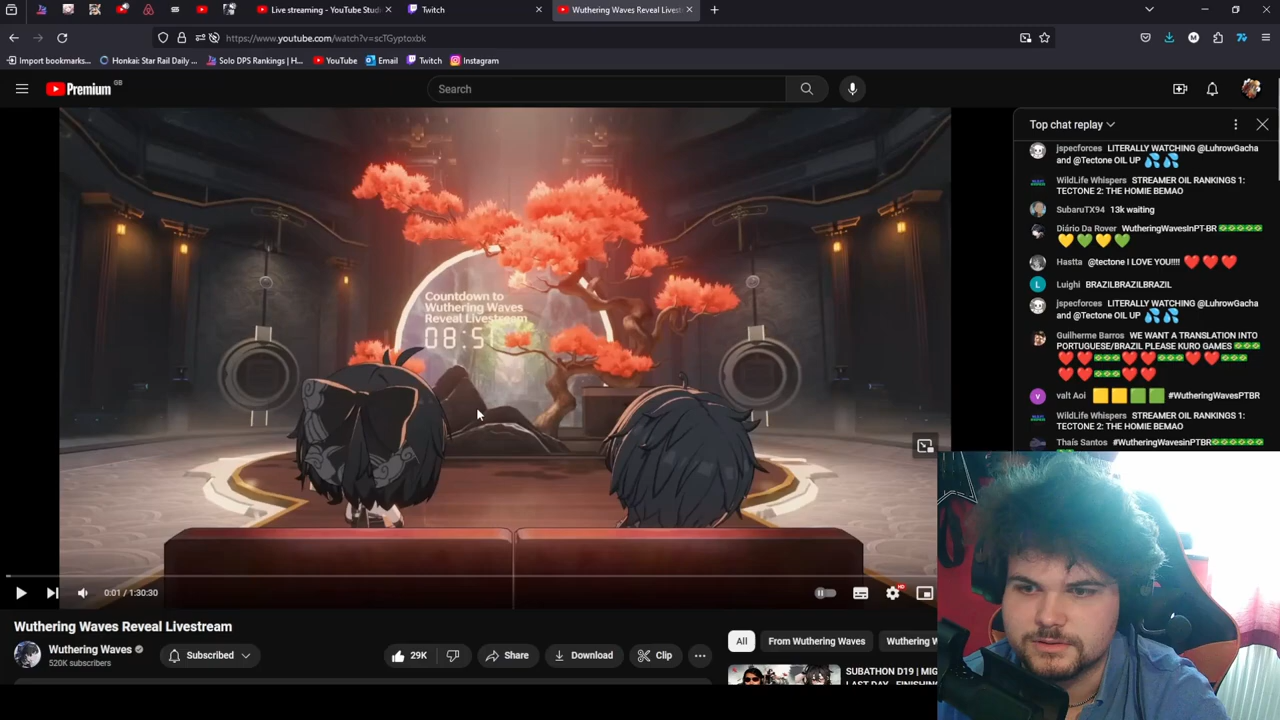 Live streaming - YouTube Stud
Twitch
Wuthering Waves Reveal Livest
https://www.youtube.com/watch?v=scTGyptoxbk
Import bookmarks...
Honkai: Star Rail Daily ...
Solo DPS Rankings | H...
YouTube
Email
Twitch
Instagram
Premium GB
Search
Top chat replay
jspecforces LITERALLY WATCHING @LuhrowGacha
and @Tectone OIL UP
WildLife Whispers STREAMER OIL RANKINGS 1:
TECTONE 2: THE HOMIE BEMAO
SubaruTX94 13k waiting
Diário Da Rover WutheringWavesInPT-BR
Hastta @tectone I LOVE YOU!!!!
Luighi BRAZILBRAZILBRAZIL
jspecforces LITERALLY WATCHING @LuhrowGacha
and @Tectone OIL UP
Guilherme Barros WE WANT A TRANSLATION INTO
PORTUGUESE/BRAZIL PLEASE KURO GAMES
valt Aoi #WutheringWavesPTBR
WildLife Whispers STREAMER OIL RANKINGS 1:
TECTONE 2: THE HOMIE BEMAO
Thaís Santos #WutheringWavesinPTBR
Countdown to
Wuthering Waves
Reveal Livestream
08:51
0:01 / 1:30:30
HD
Wuthering Waves Reveal Livestream
Wuthering Waves
520K subscribers
Subscribed
29K
Share
Download
Clip
All
From Wuthering Waves
Wuthering W
SUBATHON D19 | MIG
LAST DAY - FINISHING